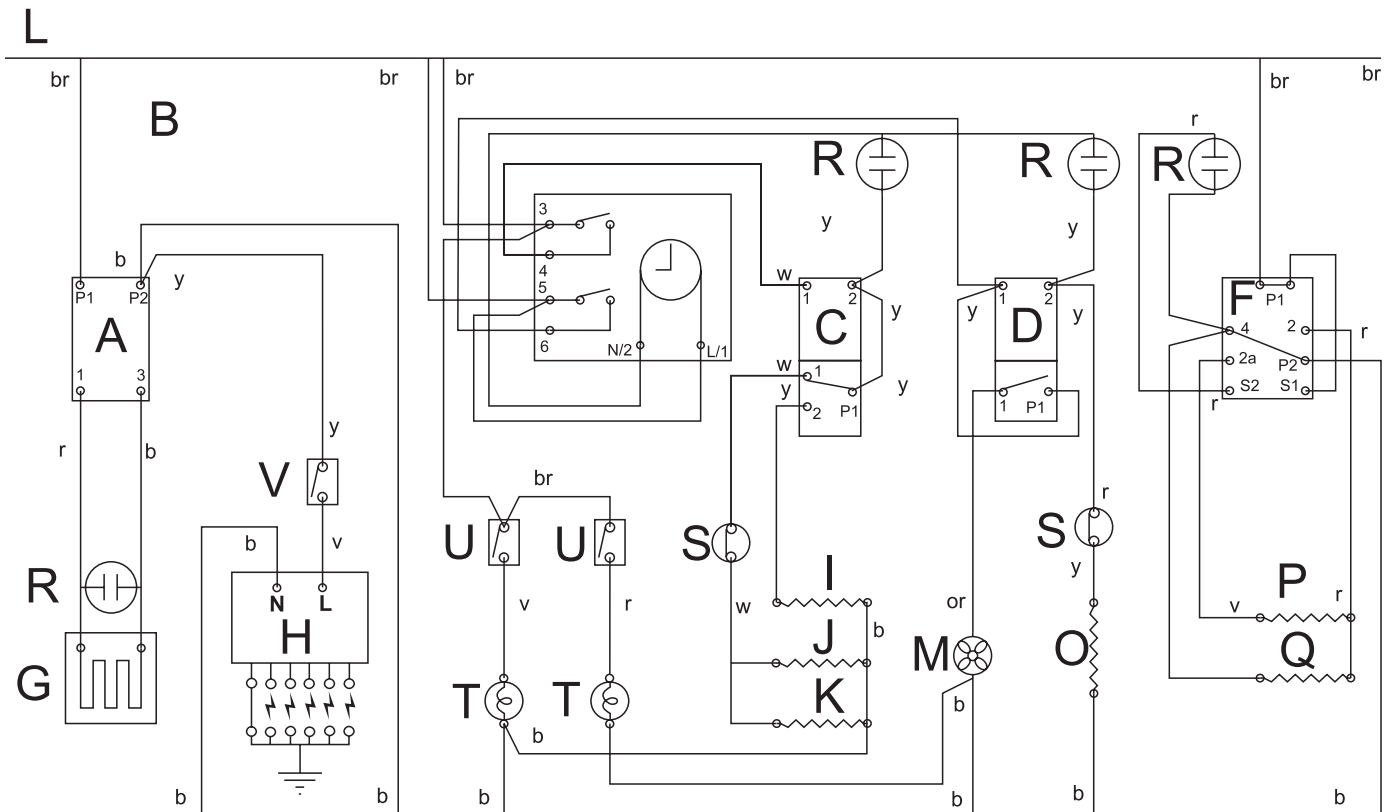 L
br br br br br
B
r
R R R
3
y
y
w
4
5
6
N/2 L/1
b
y
P1 P2
A
1 3
1 2
C
y
y
1 2
D
y
F
P1
4 2
2a P2
S2 S1
r
r
w 1
y
2 P1
y
1 P1
r b
y
V
v
b
N L
H
R
G
br
U U
v r
T T
b
S
w
I
J
K
b
or
M
b
r
S
y
O
P
v r
Q
b b b b b b